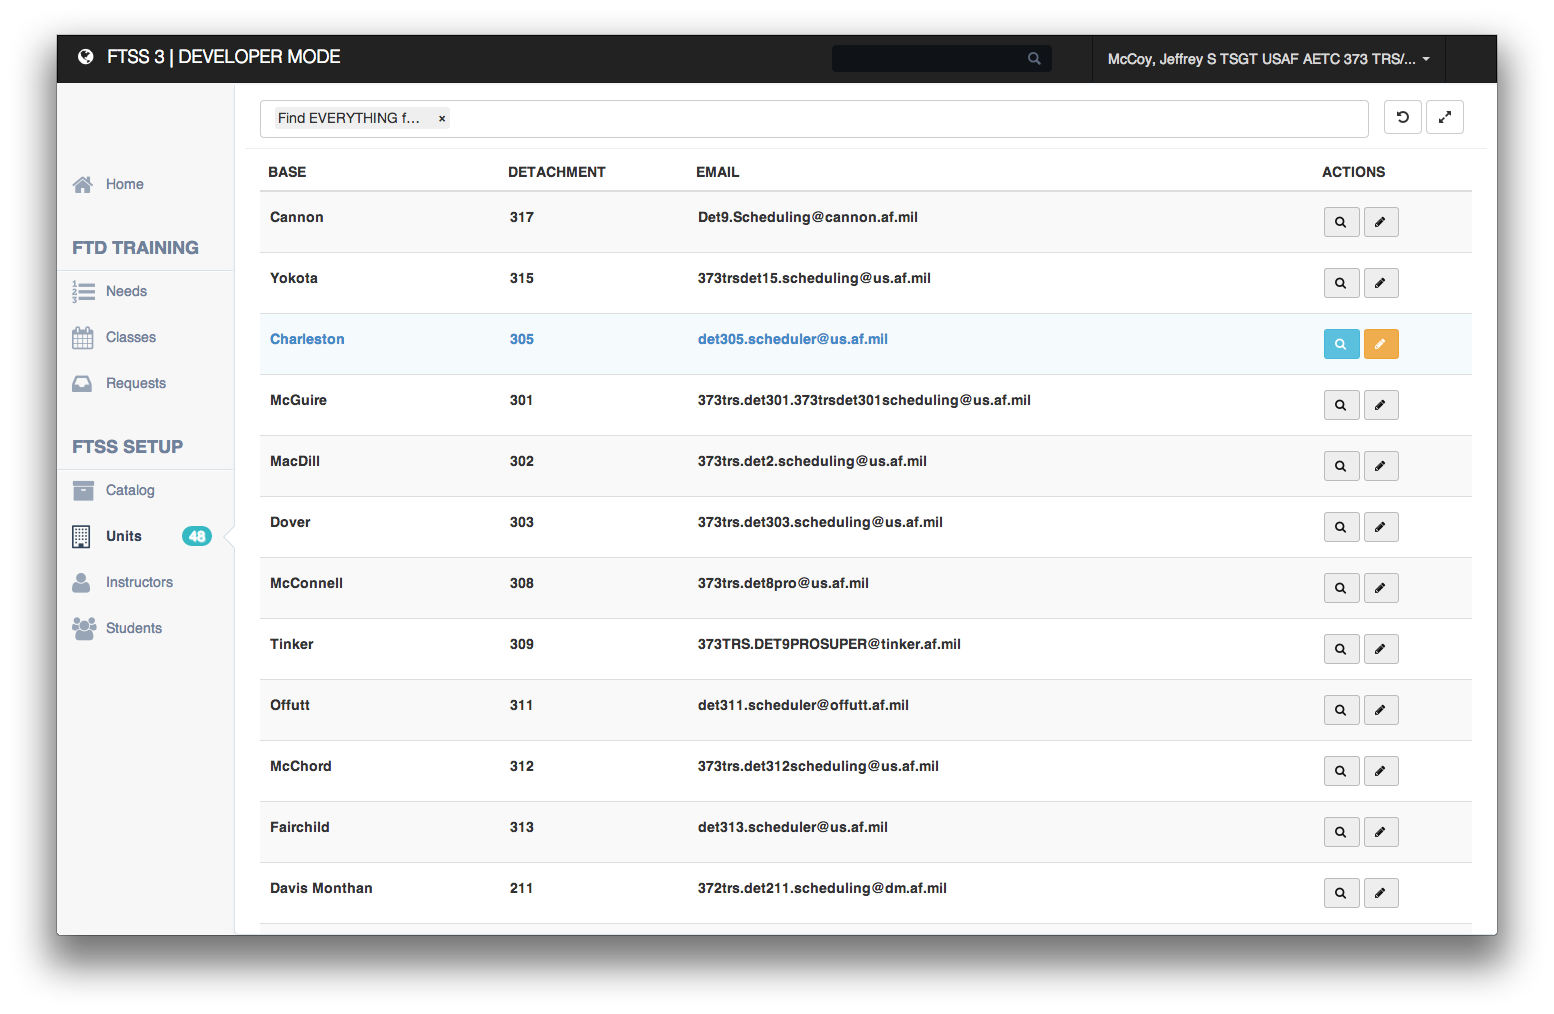 FTSS 3 | DEVELOPER MODE
McCoy, Jeffrey S TSGT USAF AETC 373 TRS/...
Find EVERYTHING f... ×
Home
FTD TRAINING
Needs
Classes
Requests
FTSS SETUP
Catalog
Units 48
Instructors
Students
BASE DETACHMENT EMAIL ACTIONS
Cannon 317 Det9.Scheduling@cannon.af.mil
Yokota 315 373trsdet15.scheduling@us.af.mil
Charleston 305 det305.scheduler@us.af.mil
McGuire 301 373trs.det301.373trsdet301scheduling@us.af.mil
MacDill 302 373trs.det2.scheduling@us.af.mil
Dover 303 373trs.det303.scheduling@us.af.mil
McConnell 308 373trs.det8pro@us.af.mil
Tinker 309 373TRS.DET9PROSUPER@tinker.af.mil
Offutt 311 det311.scheduler@offutt.af.mil
McChord 312 373trs.det312scheduling@us.af.mil
Fairchild 313 det313.scheduler@us.af.mil
Davis Monthan 211 372trs.det211.scheduling@dm.af.mil